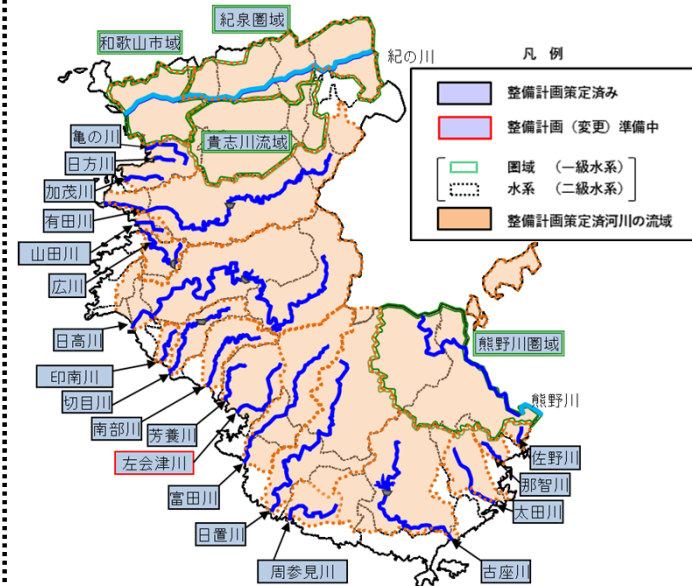 紀泉圏域
和歌山市域
紀の川
凡 例
整備計画策定済み
整備計画（変更）準備中
圏域 （一級水系）
水系 （二級水系）
整備計画策定済河川の流域
亀の川
貴志川流域
日方川
加茂川
有田川
山田川
広川
日高川
熊野川圏域
印南川
切目川
熊野川
南部川
芳養川
左会津川
佐野川
那智川
富田川
太田川
日置川
周参見川
古座川